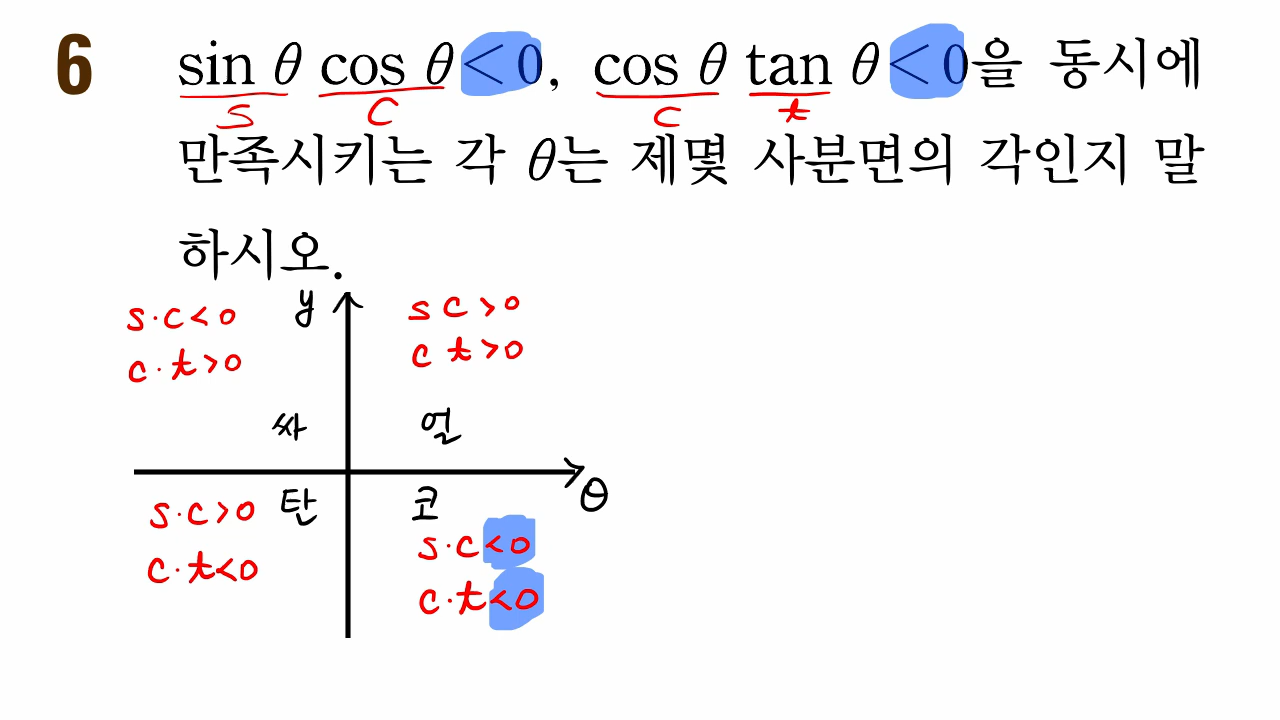 6 sin θ cos θ < 0, cos θ tan θ < 0을 동시에
s c c t
만족시키는 각 θ는 제몇 사분면의 각인지 말
하시오.
y
s·c<0
c·t>0
s c >0
c t >0
싸 얼
θ
탄 코
s·c>0
c·t<0
s·c<0
c·t<0